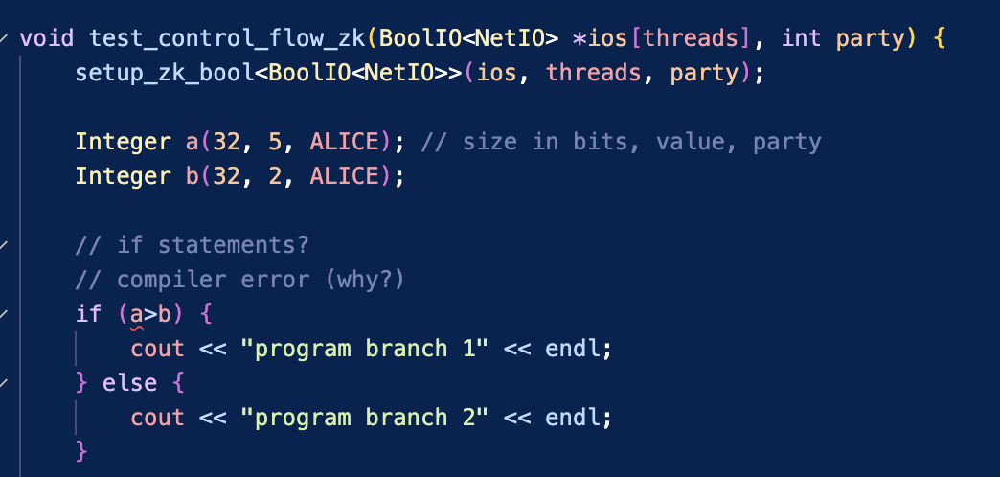 void test_control_flow_zk(BoolIO<NetIO> *ios[threads], int party) {
    setup_zk_bool<BoolIO<NetIO>>(ios, threads, party);
    Integer a(32, 5, ALICE); // size in bits, value, party
    Integer b(32, 2, ALICE);
    // if statements?
    // compiler error (why?)
    if (a>b) {
        cout << "program branch 1" << endl;
    } else {
        cout << "program branch 2" << endl;
    }